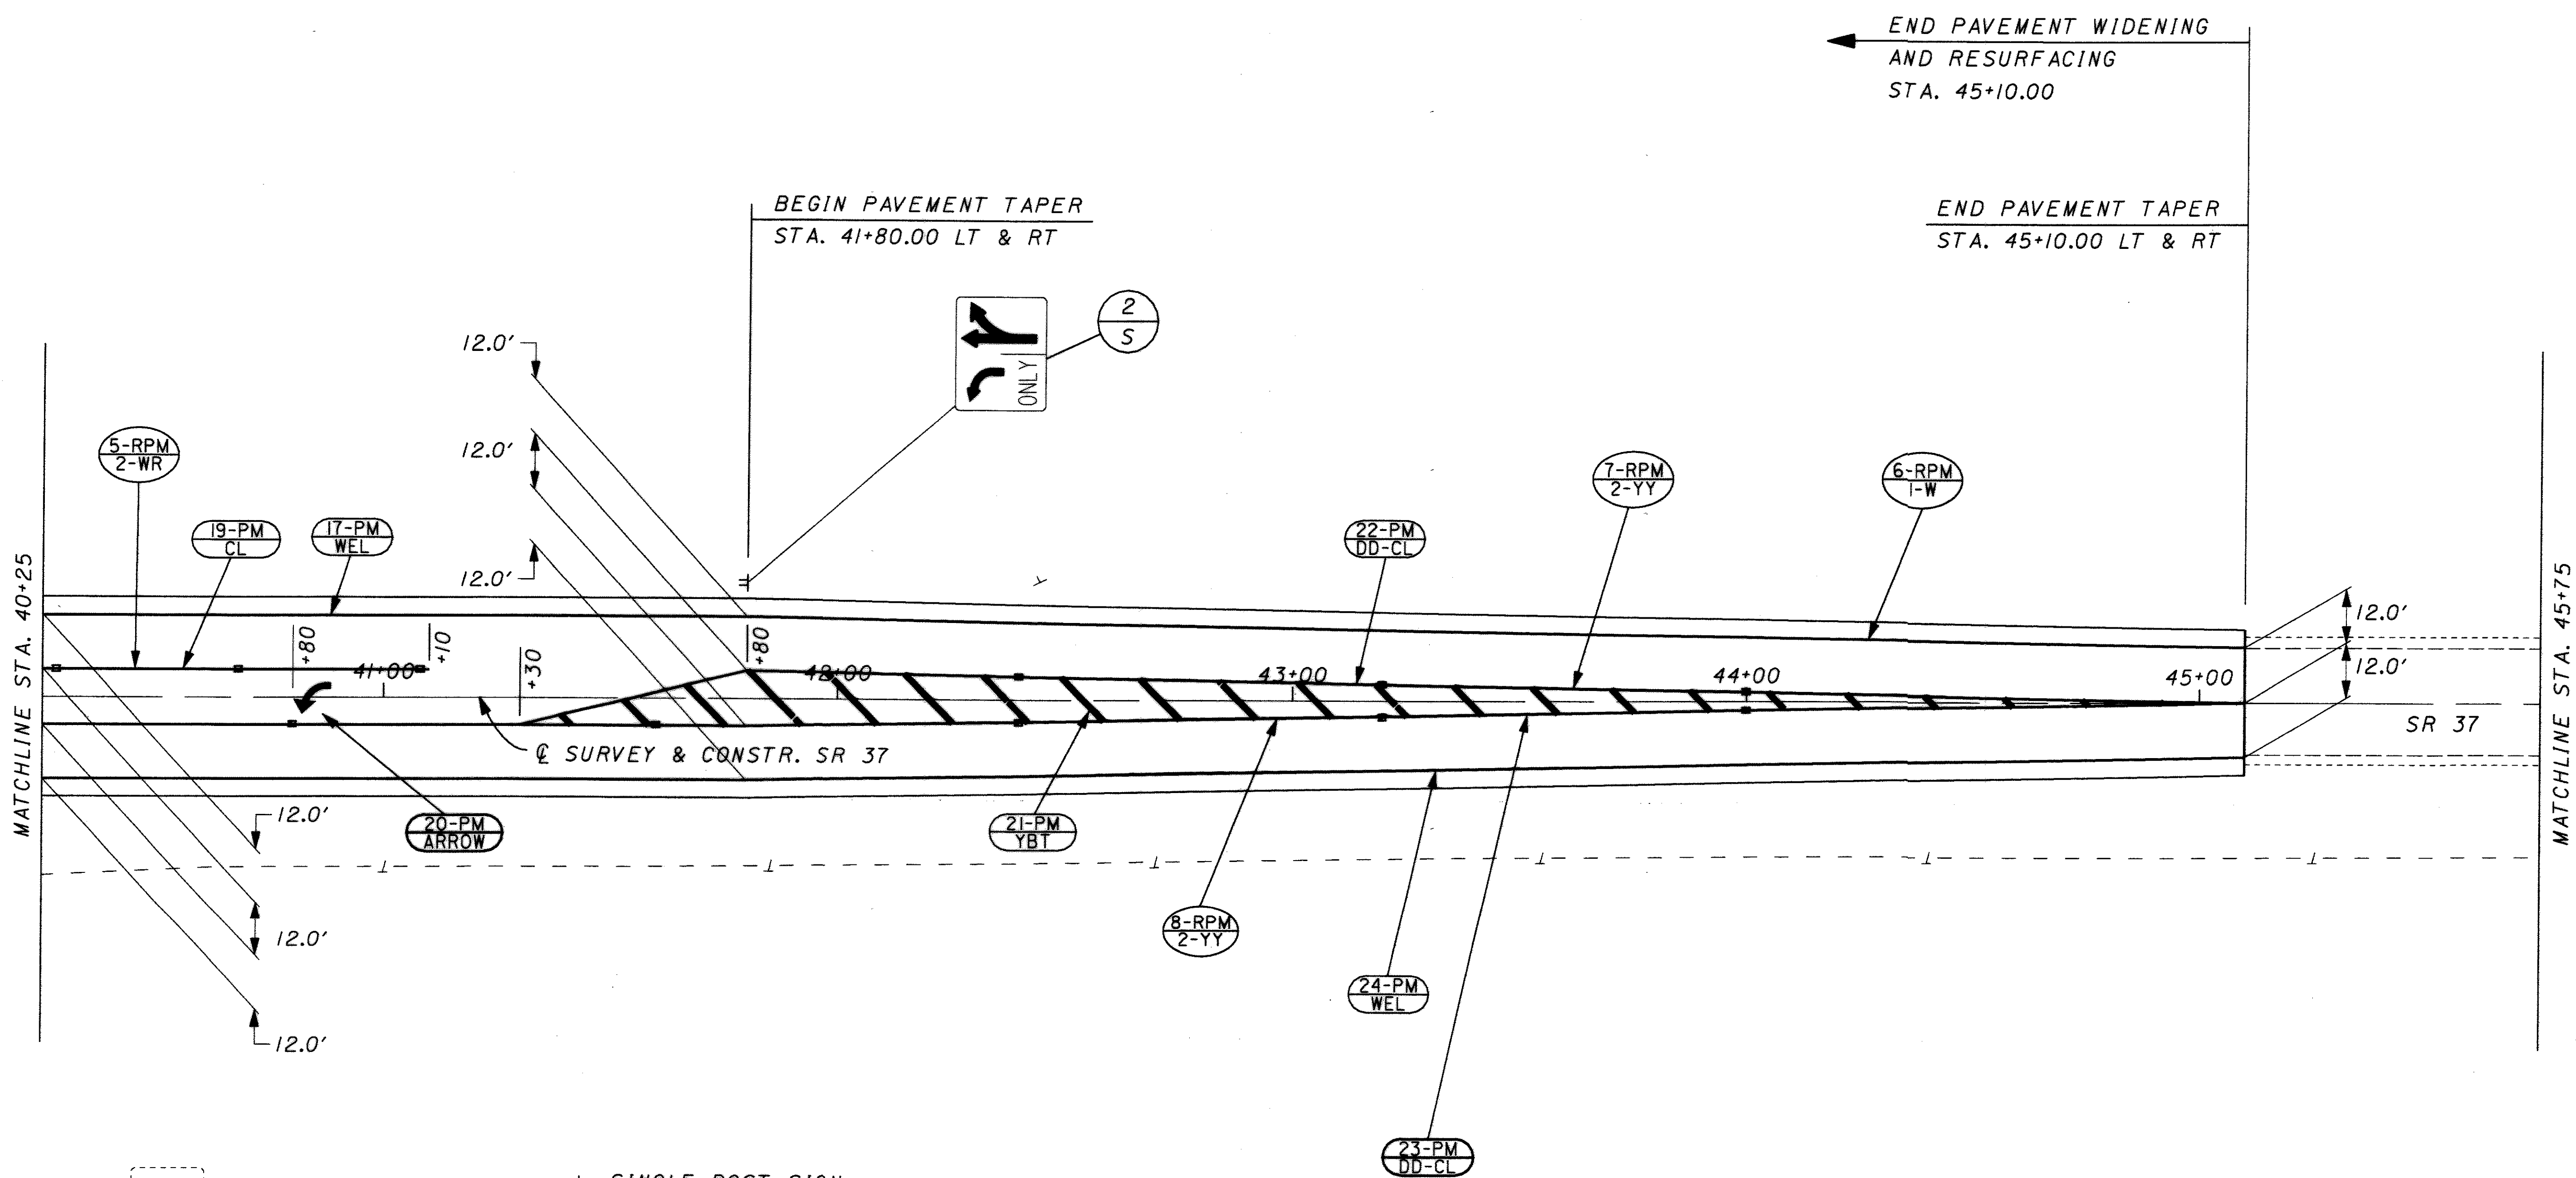 END PAVEMENT WIDENING
AND RESURFACING
STA. 45+10.00
BEGIN PAVEMENT TAPER
STA. 41+80.00 LT & RT
END PAVEMENT TAPER
STA. 45+10.00 LT & RT
ONLY
2
S
12.0'
12.0'
12.0'
5-RPM
2-WR
19-PM
CL
17-PM
WEL
22-PM
DD-CL
7-RPM
2-YY
6-RPM
1-W
MATCHLINE STA. 40+25
MATCHLINE STA. 45+75
+80
+10
+30
+80
41+00
42+00
43+00
44+00
45+00
12.0'
12.0'
SR 37
℄ SURVEY & CONSTR. SR 37
20-PM
ARROW
21-PM
YBT
8-RPM
2-YY
24-PM
WEL
23-PM
DD-CL
12.0'
12.0'
12.0'
SINGLE POST SIGN